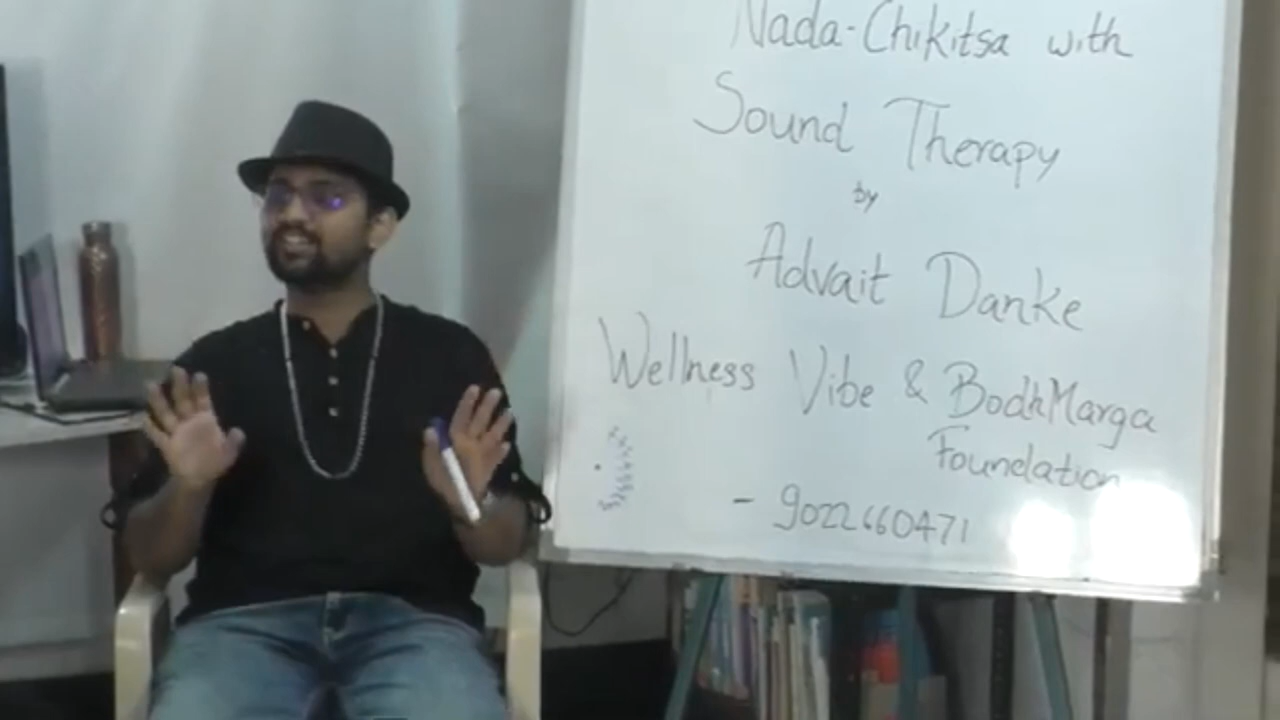 Nada-Chikitsa with
Sound Therapy
by
Advait Danke
Wellness Vibe & BodhMarga
Foundation
- 9022660471